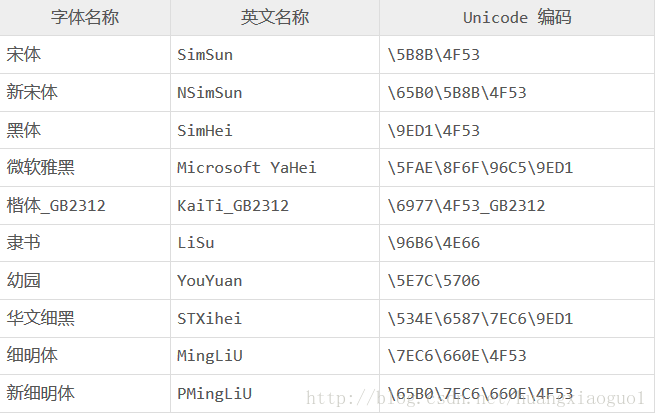 字体名称 英文名称 Unicode 编码
宋体 SimSun \5B8B\4F53
新宋体 NSimSun \65B0\5B8B\4F53
黑体 SimHei \9ED1\4F53
微软雅黑 Microsoft YaHei \5FAE\8F6F\96C5\9ED1
楷体_GB2312 KaiTi_GB2312 \6977\4F53_GB2312
隶书 LiSu \96B6\4E66
幼园 YouYuan \5E7C\5706
华文细黑 STXihei \534E\6587\7EC6\9ED1
细明体 MingLiU \7EC6\660E\4F53
新细明体 PMingLiU \65B0\7EC6\660E\4F53
http://blog.csdn.net/huangxiaoguo1